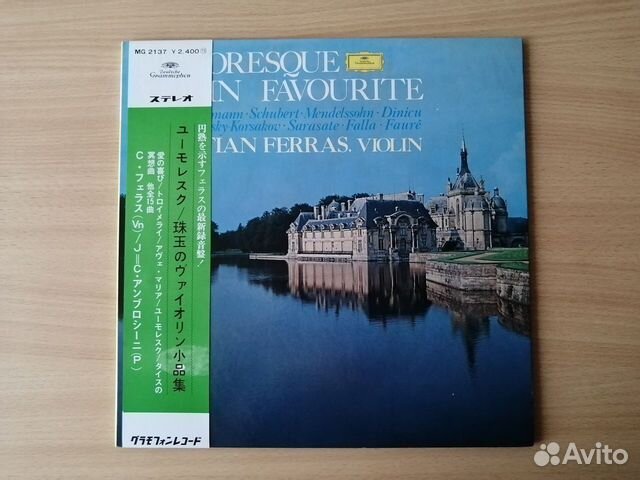 MG 2137 ¥2,400
Deutsche
Grammophon
ステレオ
円熟を示すフェラスの最新録音盤!
ユーモレスク/珠玉のヴァイオリン小品集
愛の喜び/トロイメライ/アヴェ・マリア/ユーモレスク/タイスの
冥想曲 他全15曲
C・フェラス(Vn)/J=C・アンブロシーニ(P)
グラモフォンレコード
ORESQUE
IN FAVOURITE
mann·Schubert·Mendelssohn·Dinicu
sky-Korsakov·Sarasate·Falla·Fauré
TIAN FERRAS, VIOLIN
Avito